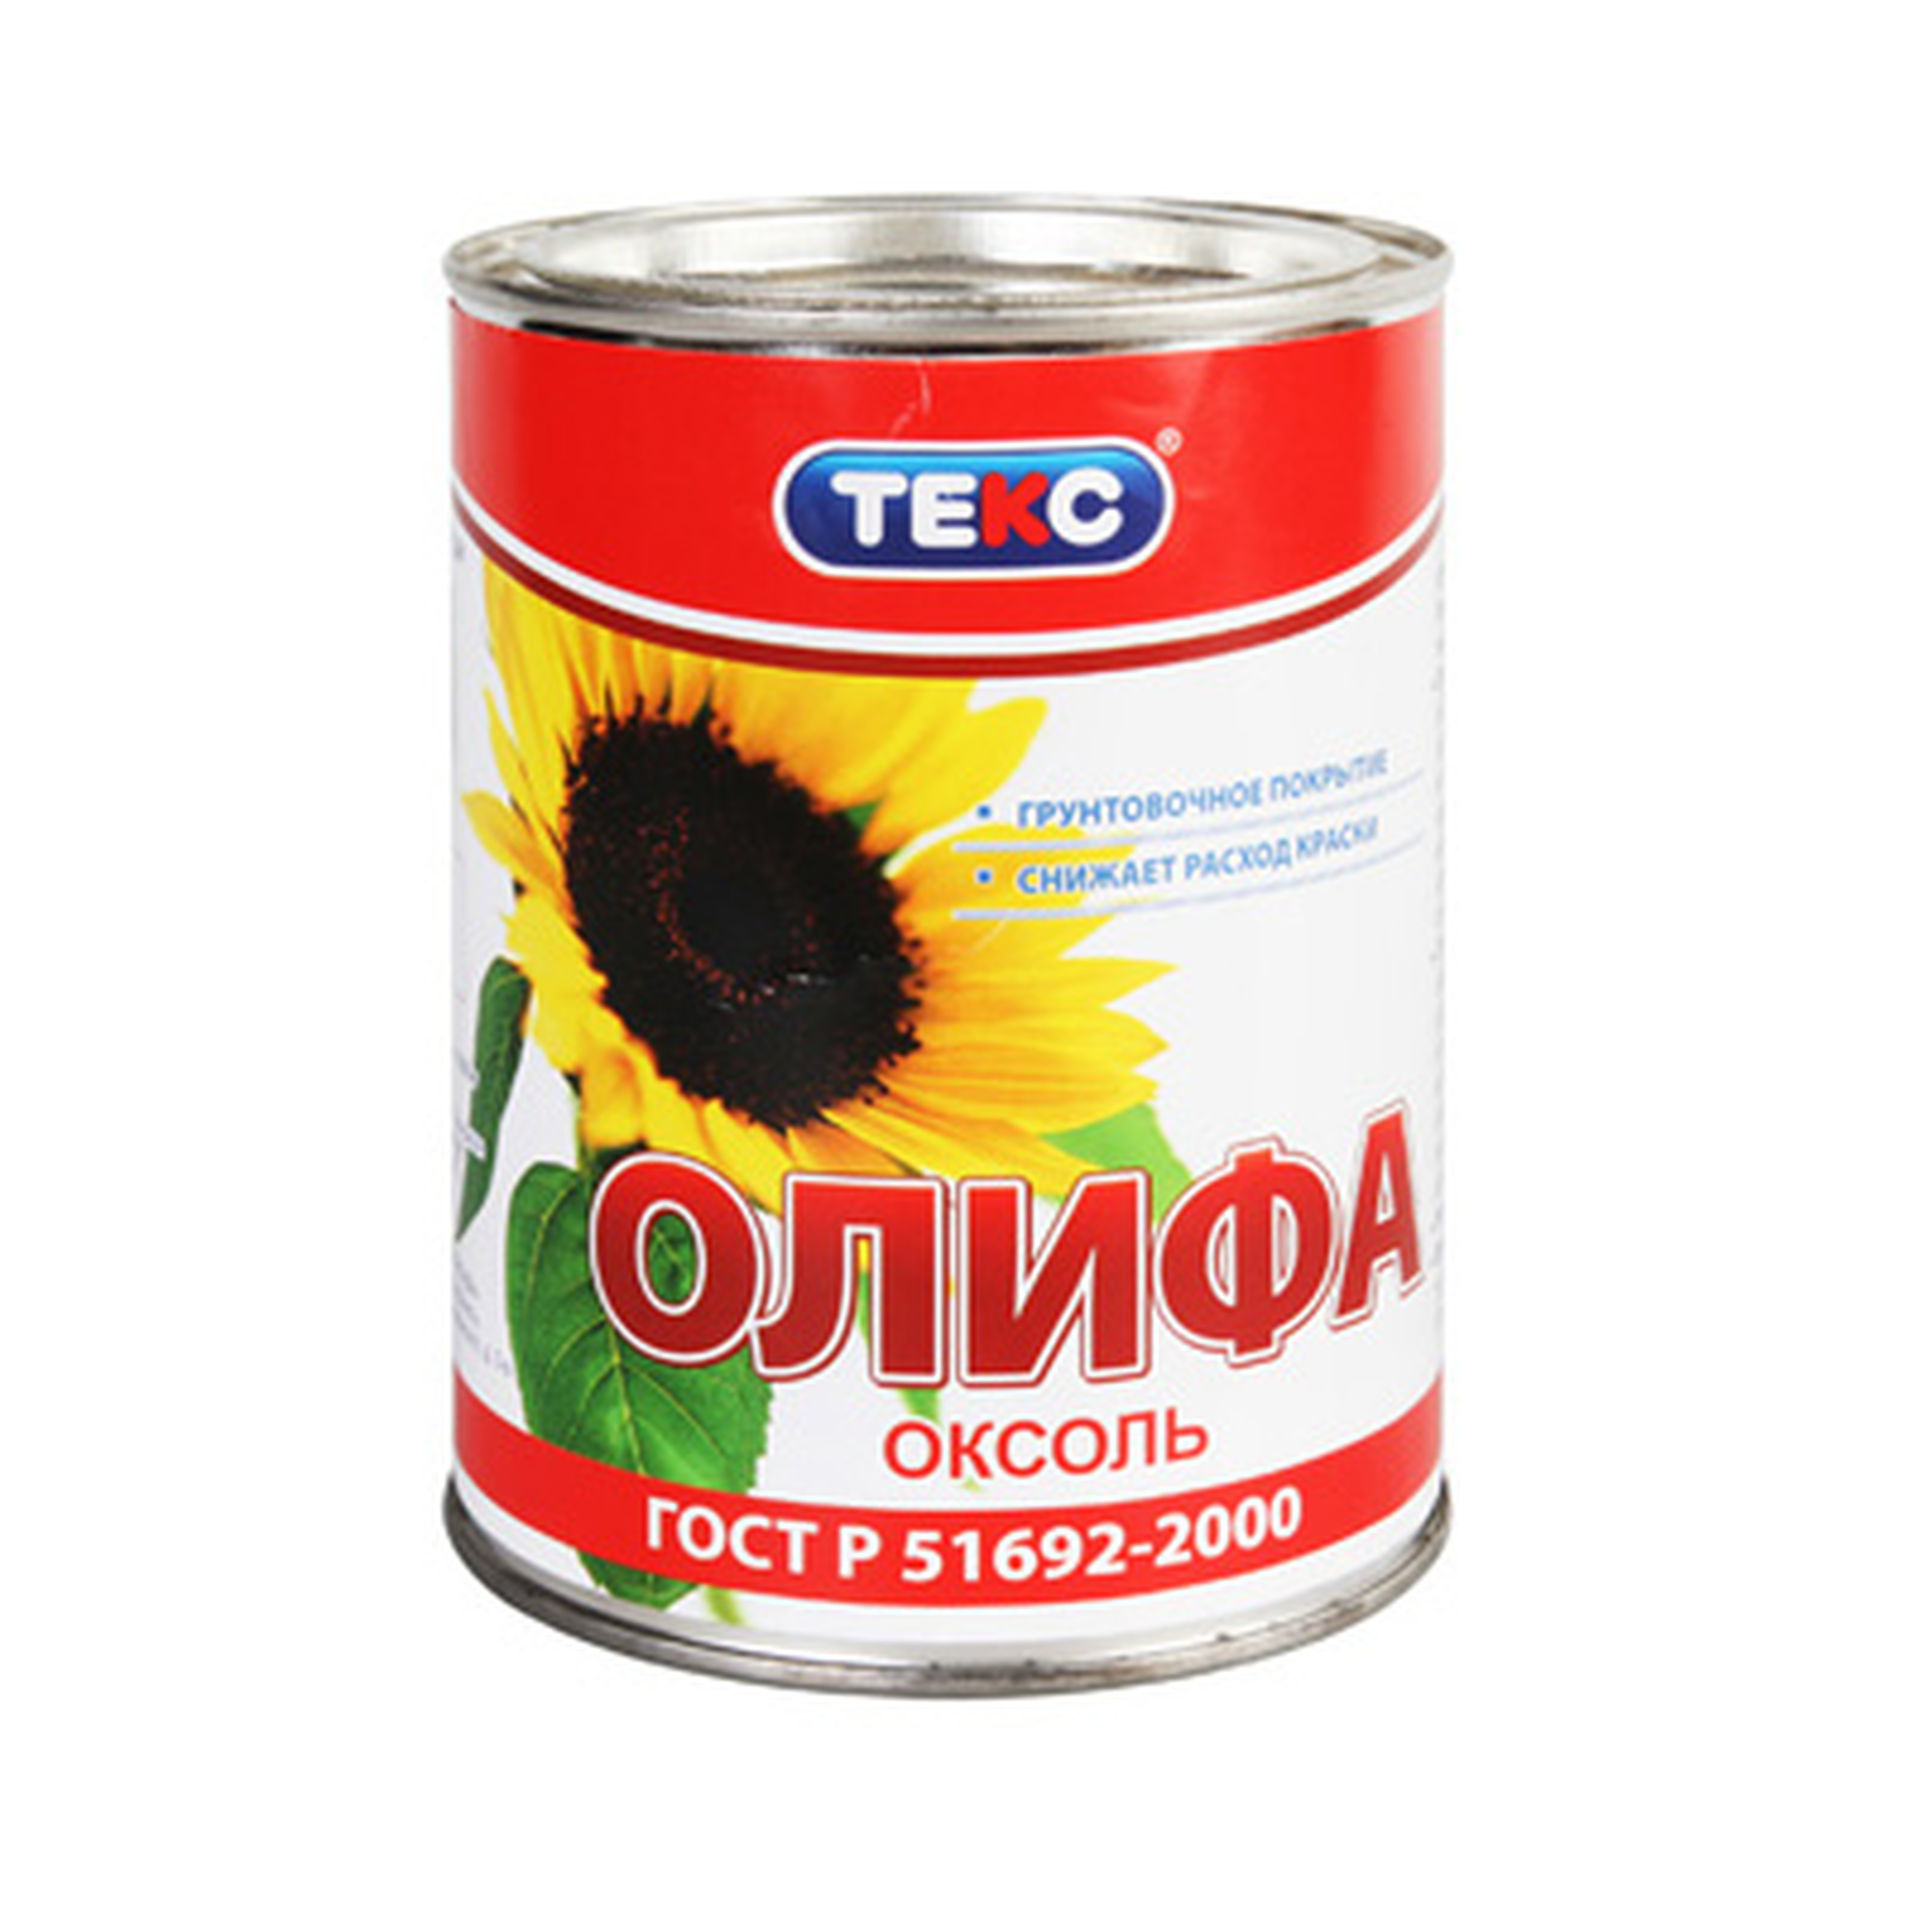 ТЕКС®
• ГРУНТОВОЧНОЕ ПОКРЫТИЕ
• СНИЖАЕТ РАСХОД КРАСКИ
ОЛИФА
ОКСОЛЬ
ГОСТ Р 51692-2000